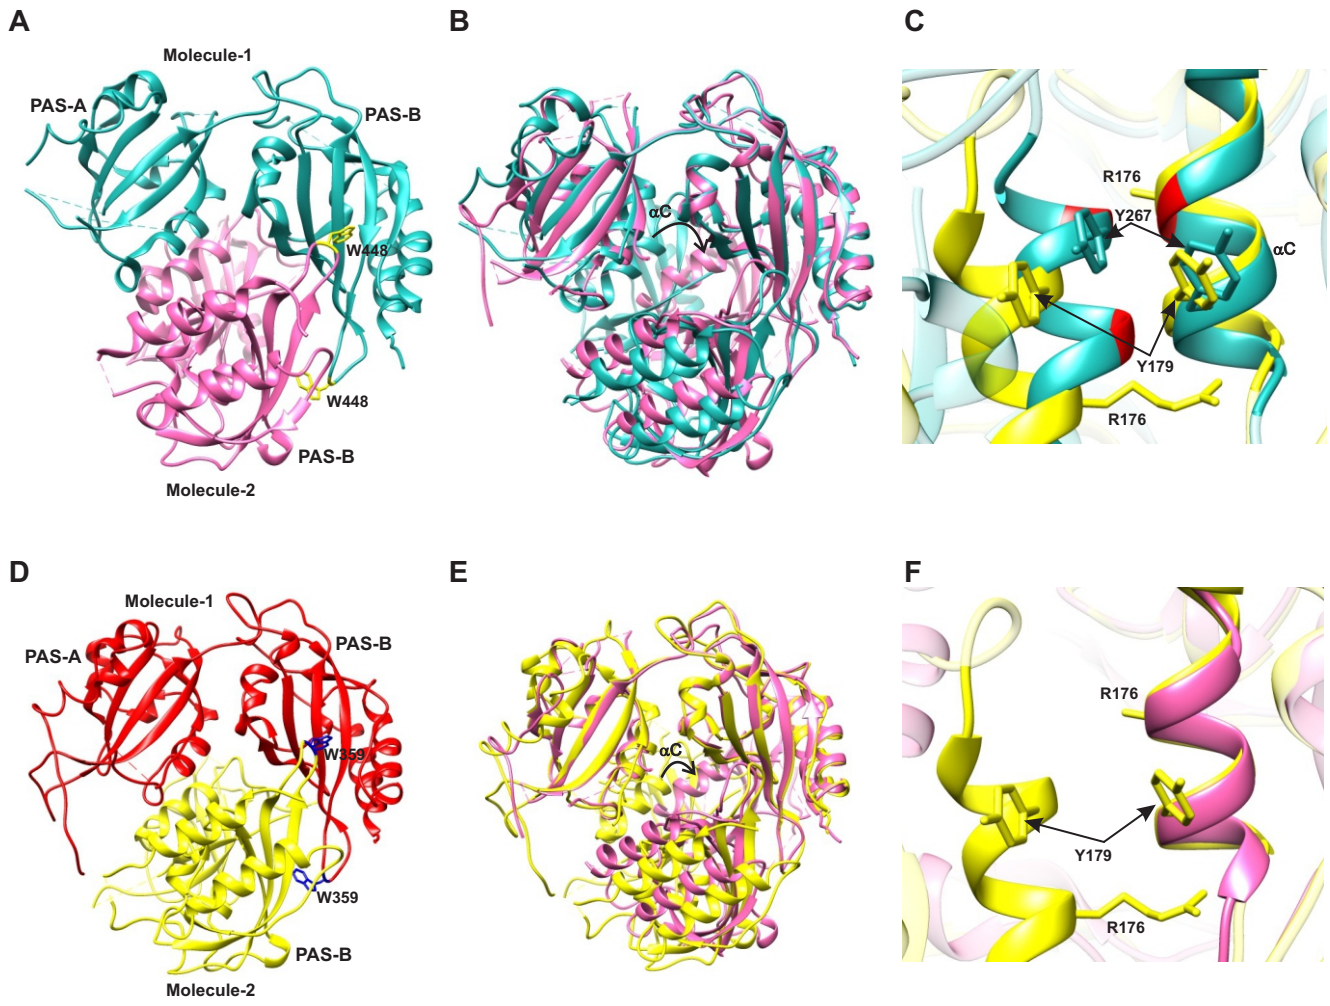 A
Molecule-1
PAS-A
PAS-B
W448
W448
PAS-B
Molecule-2
B
αC
C
R176
Y267
αC
Y179
R176
D
Molecule-1
PAS-A
PAS-B
W359
W359
PAS-B
Molecule-2
E
αC
F
R176
Y179
R176